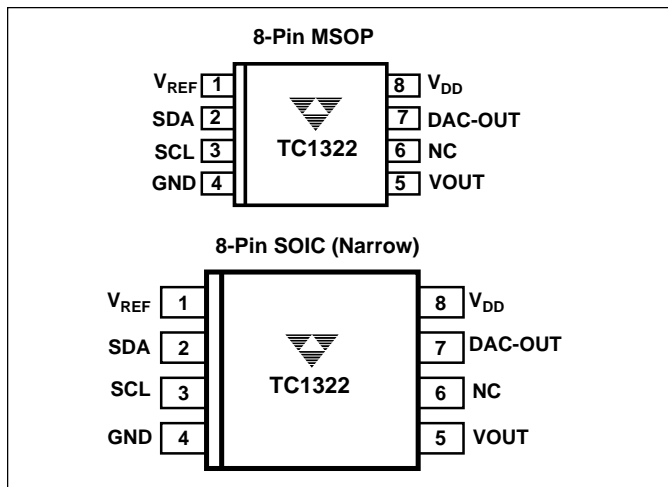 8-Pin MSOP
VREF 1 8 VDD
SDA 2 7 DAC-OUT
TC1322
SCL 3 6 NC
GND 4 5 VOUT
8-Pin SOIC (Narrow)
VREF 1 8 VDD
SDA 2 7 DAC-OUT
TC1322
SCL 3 6 NC
GND 4 5 VOUT